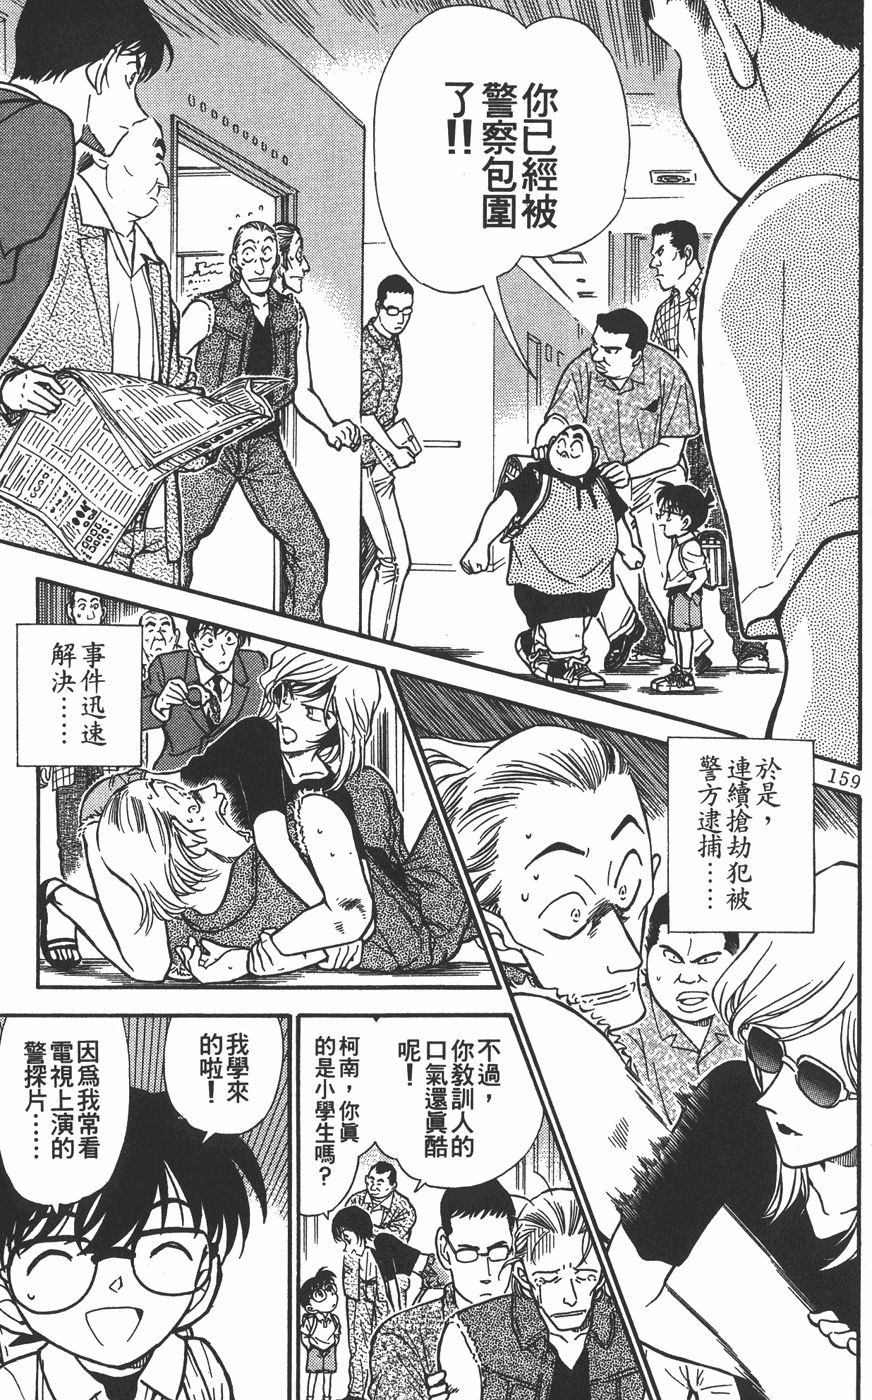 你已經被
警察包圍
了!!
159
於是，
連續搶劫犯被
警方逮捕……
事件迅速
解決……
不過，
你教訓人的
口氣還真酷
呢！
柯南，你真
的是小學生嗎？
我學來
的啦！
因為我常看
電視上演的
警探片……